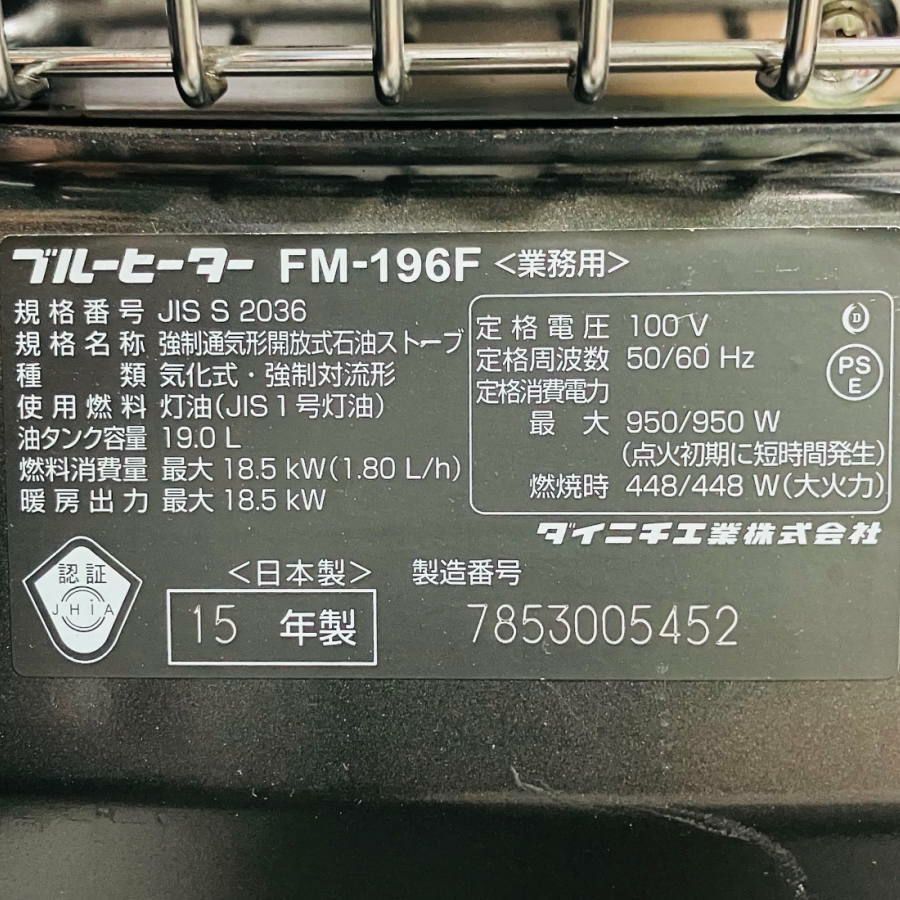 ブルーヒーター FM-196F <業務用>
規格番号 JIS S 2036
規格名称 強制通気形開放式石油ストーブ
種類 気化式・強制対流形
使用燃料 灯油(JIS1号灯油)
油タンク容量 19.0 L
燃料消費量 最大 18.5 kW(1.80 L/h)
暖房出力 最大 18.5 kW
定格電圧 100 V
定格周波数 50/60 Hz
定格消費電力
最大 950/950 W
(点火初期に短時間発生)
燃焼時 448/448 W(大火力)
D
PS
E
ダイニチ工業株式会社
認証
JHiA
<日本製>
15 年製
製造番号
7853005452